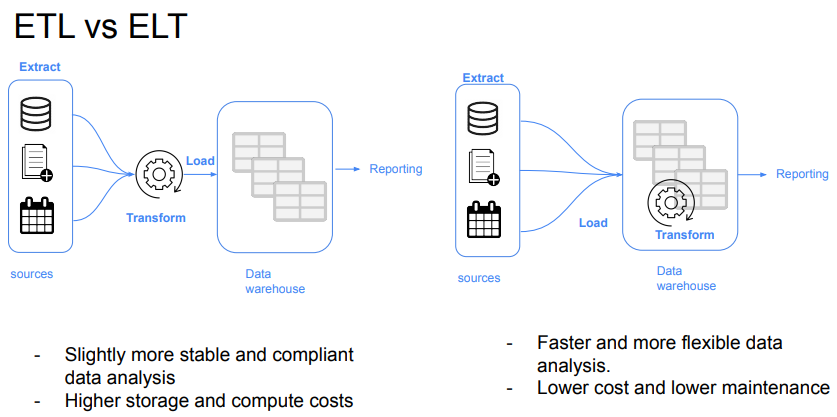 ETL vs ELT
Extract
Load
Transform
sources
Data
warehouse
Reporting
- Slightly more stable and compliant
data analysis
- Higher storage and compute costs
Extract
Load
Transform
sources
Data
warehouse
Reporting
- Faster and more flexible data
analysis.
- Lower cost and lower maintenance